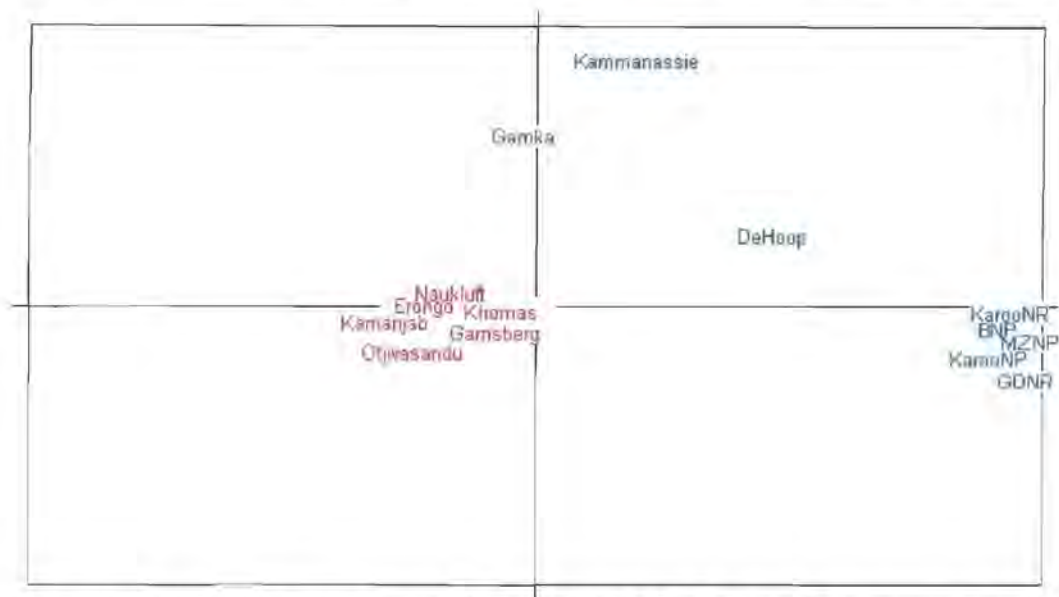 Kammanassie
Gamka
DeHoop
Naukluft
Erongo
Khomas
Kamanjab
Gamsberg
Otjiwasandu
KarooNR
BNP
MZNP
KarooNP
GDNR